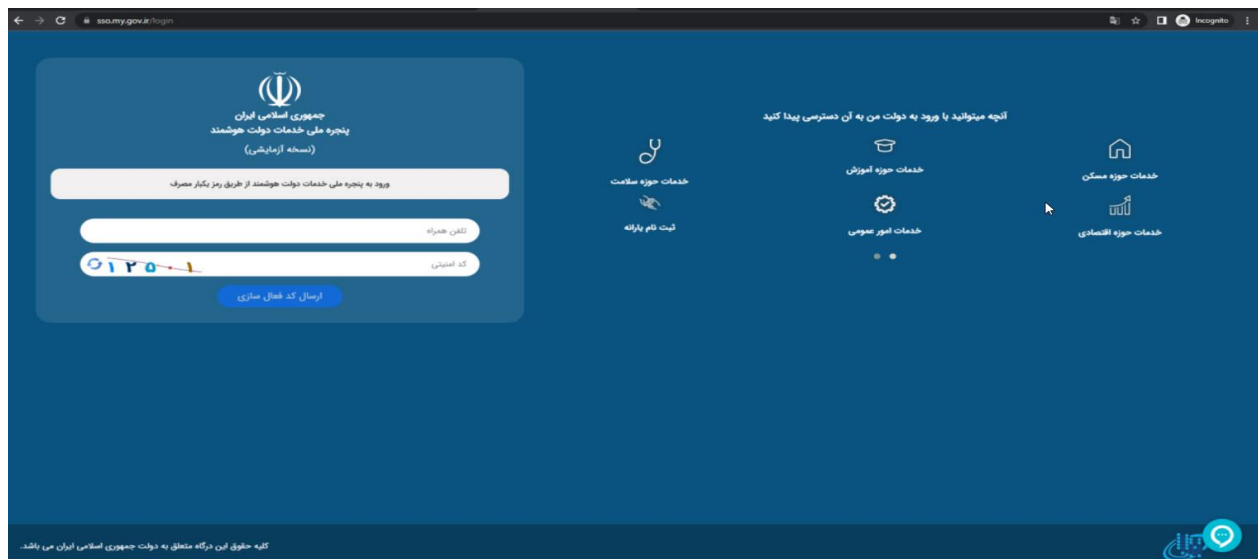 sso.my.gov.ir/login
Incognito
جمهوری اسلامی ایران
پنجره ملی خدمات دولت هوشمند
(نسخه آزمایشی)
ورود به پنجره ملی خدمات دولت هوشمند از طریق رمز یکبار مصرف
تلفن همراه
کد امنیتی
۱۲۵۰۱
ارسال کد فعال سازی
آنچه میتوانید با ورود به دولت من به آن دسترسی پیدا کنید
خدمات حوزه مسکن
خدمات حوزه آموزش
خدمات حوزه سلامت
خدمات حوزه اقتصادی
خدمات امور عمومی
ثبت نام یارانه
کلیه حقوق این درگاه متعلق به دولت جمهوری اسلامی ایران می باشد.